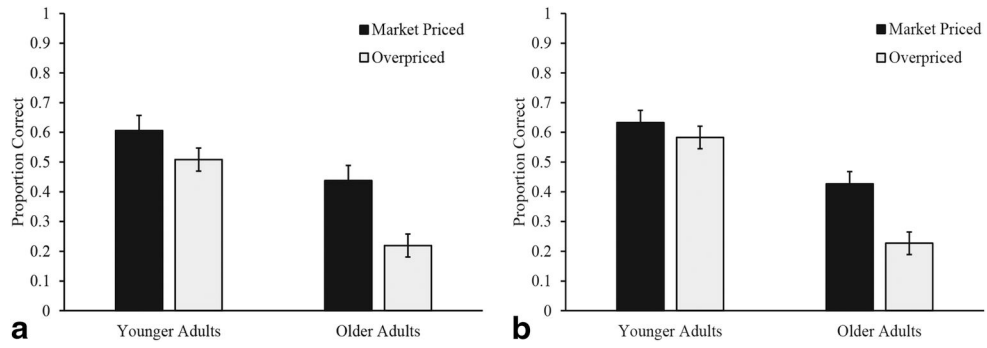 1
0.9
0.8
0.7
0.6
0.5
0.4
0.3
0.2
0.1
0
Proportion Correct
Market Priced
Overpriced
Younger Adults
Older Adults
a
1
0.9
0.8
0.7
0.6
0.5
0.4
0.3
0.2
0.1
0
Proportion Correct
Market Priced
Overpriced
Younger Adults
Older Adults
b